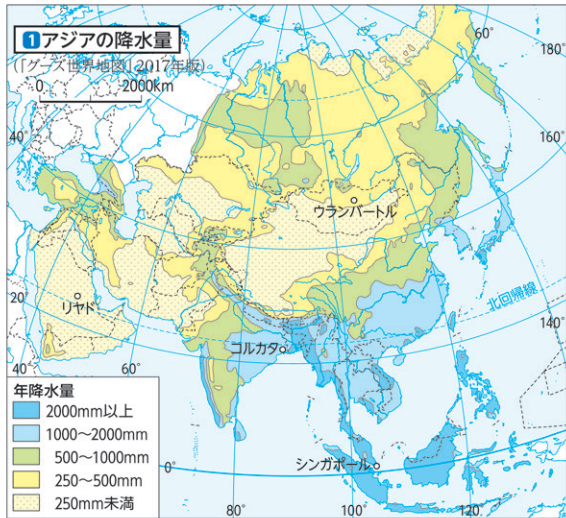 1アジアの降水量
(「グーズ世界地図」2017年版)
0 2000km
60°
180°
40°
160°
ウランバートル
20°
リヤド
北回帰線
コルカタ
140°
40°
60°
年降水量
2000mm以上
1000～2000mm
500～1000mm
250～500mm
250mm未満
0°
シンガポール
80°
100°
120°